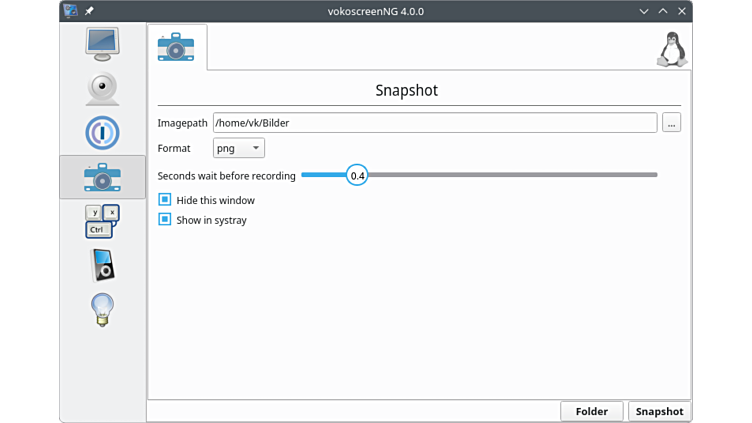 vokoscreenNG 4.0.0
Snapshot
Imagepath /home/vk/Bilder ...
Format png
Seconds wait before recording 0.4
Hide this window
Show in systray
y x
Ctrl
Folder Snapshot